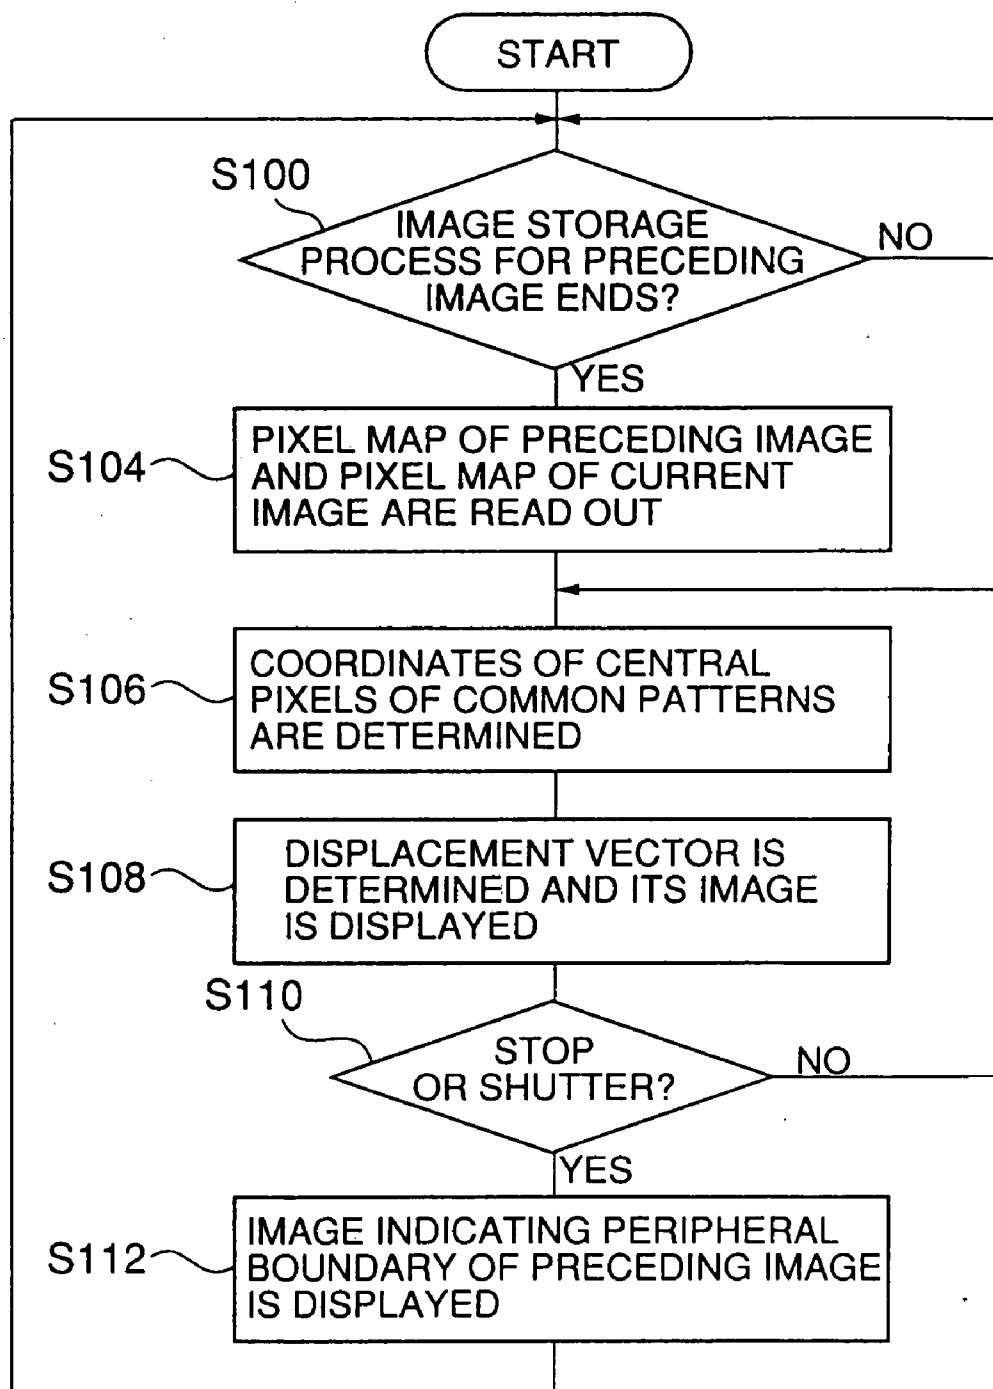 START
S100
IMAGE STORAGE
PROCESS FOR PRECEDING
IMAGE ENDS?
NO
YES
S104
PIXEL MAP OF PRECEDING IMAGE
AND PIXEL MAP OF CURRENT
IMAGE ARE READ OUT
S106
COORDINATES OF CENTRAL
PIXELS OF COMMON PATTERNS
ARE DETERMINED
S108
DISPLACEMENT VECTOR IS
DETERMINED AND ITS IMAGE
IS DISPLAYED
S110
STOP
OR SHUTTER?
NO
YES
S112
IMAGE INDICATING PERIPHERAL
BOUNDARY OF PRECEDING IMAGE
IS DISPLAYED